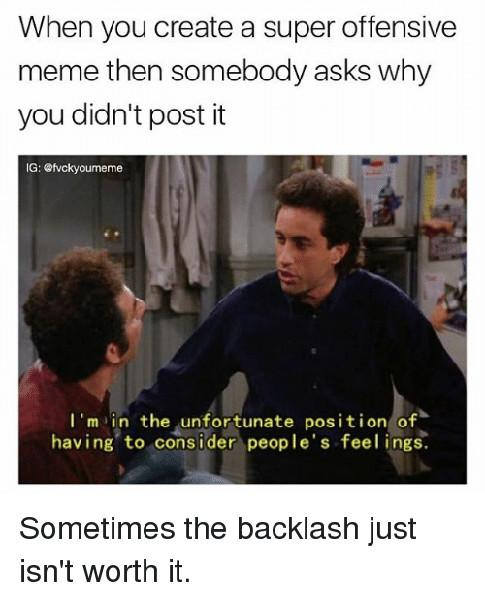 When you create a super offensive
meme then somebody asks why
you didn't post it
IG: @fvckyoumeme
I'm in the unfortunate position of
having to consider people's feelings.
Sometimes the backlash just
isn't worth it.